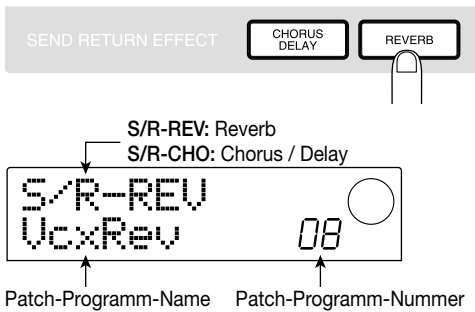 SEND RETURN EFFECT
CHORUS
DELAY
REVERB
S/R-REV: Reverb
S/R-CHO: Chorus / Delay
S/R-REV
VcxRev 08
Patch-Programm-Name Patch-Programm-Nummer